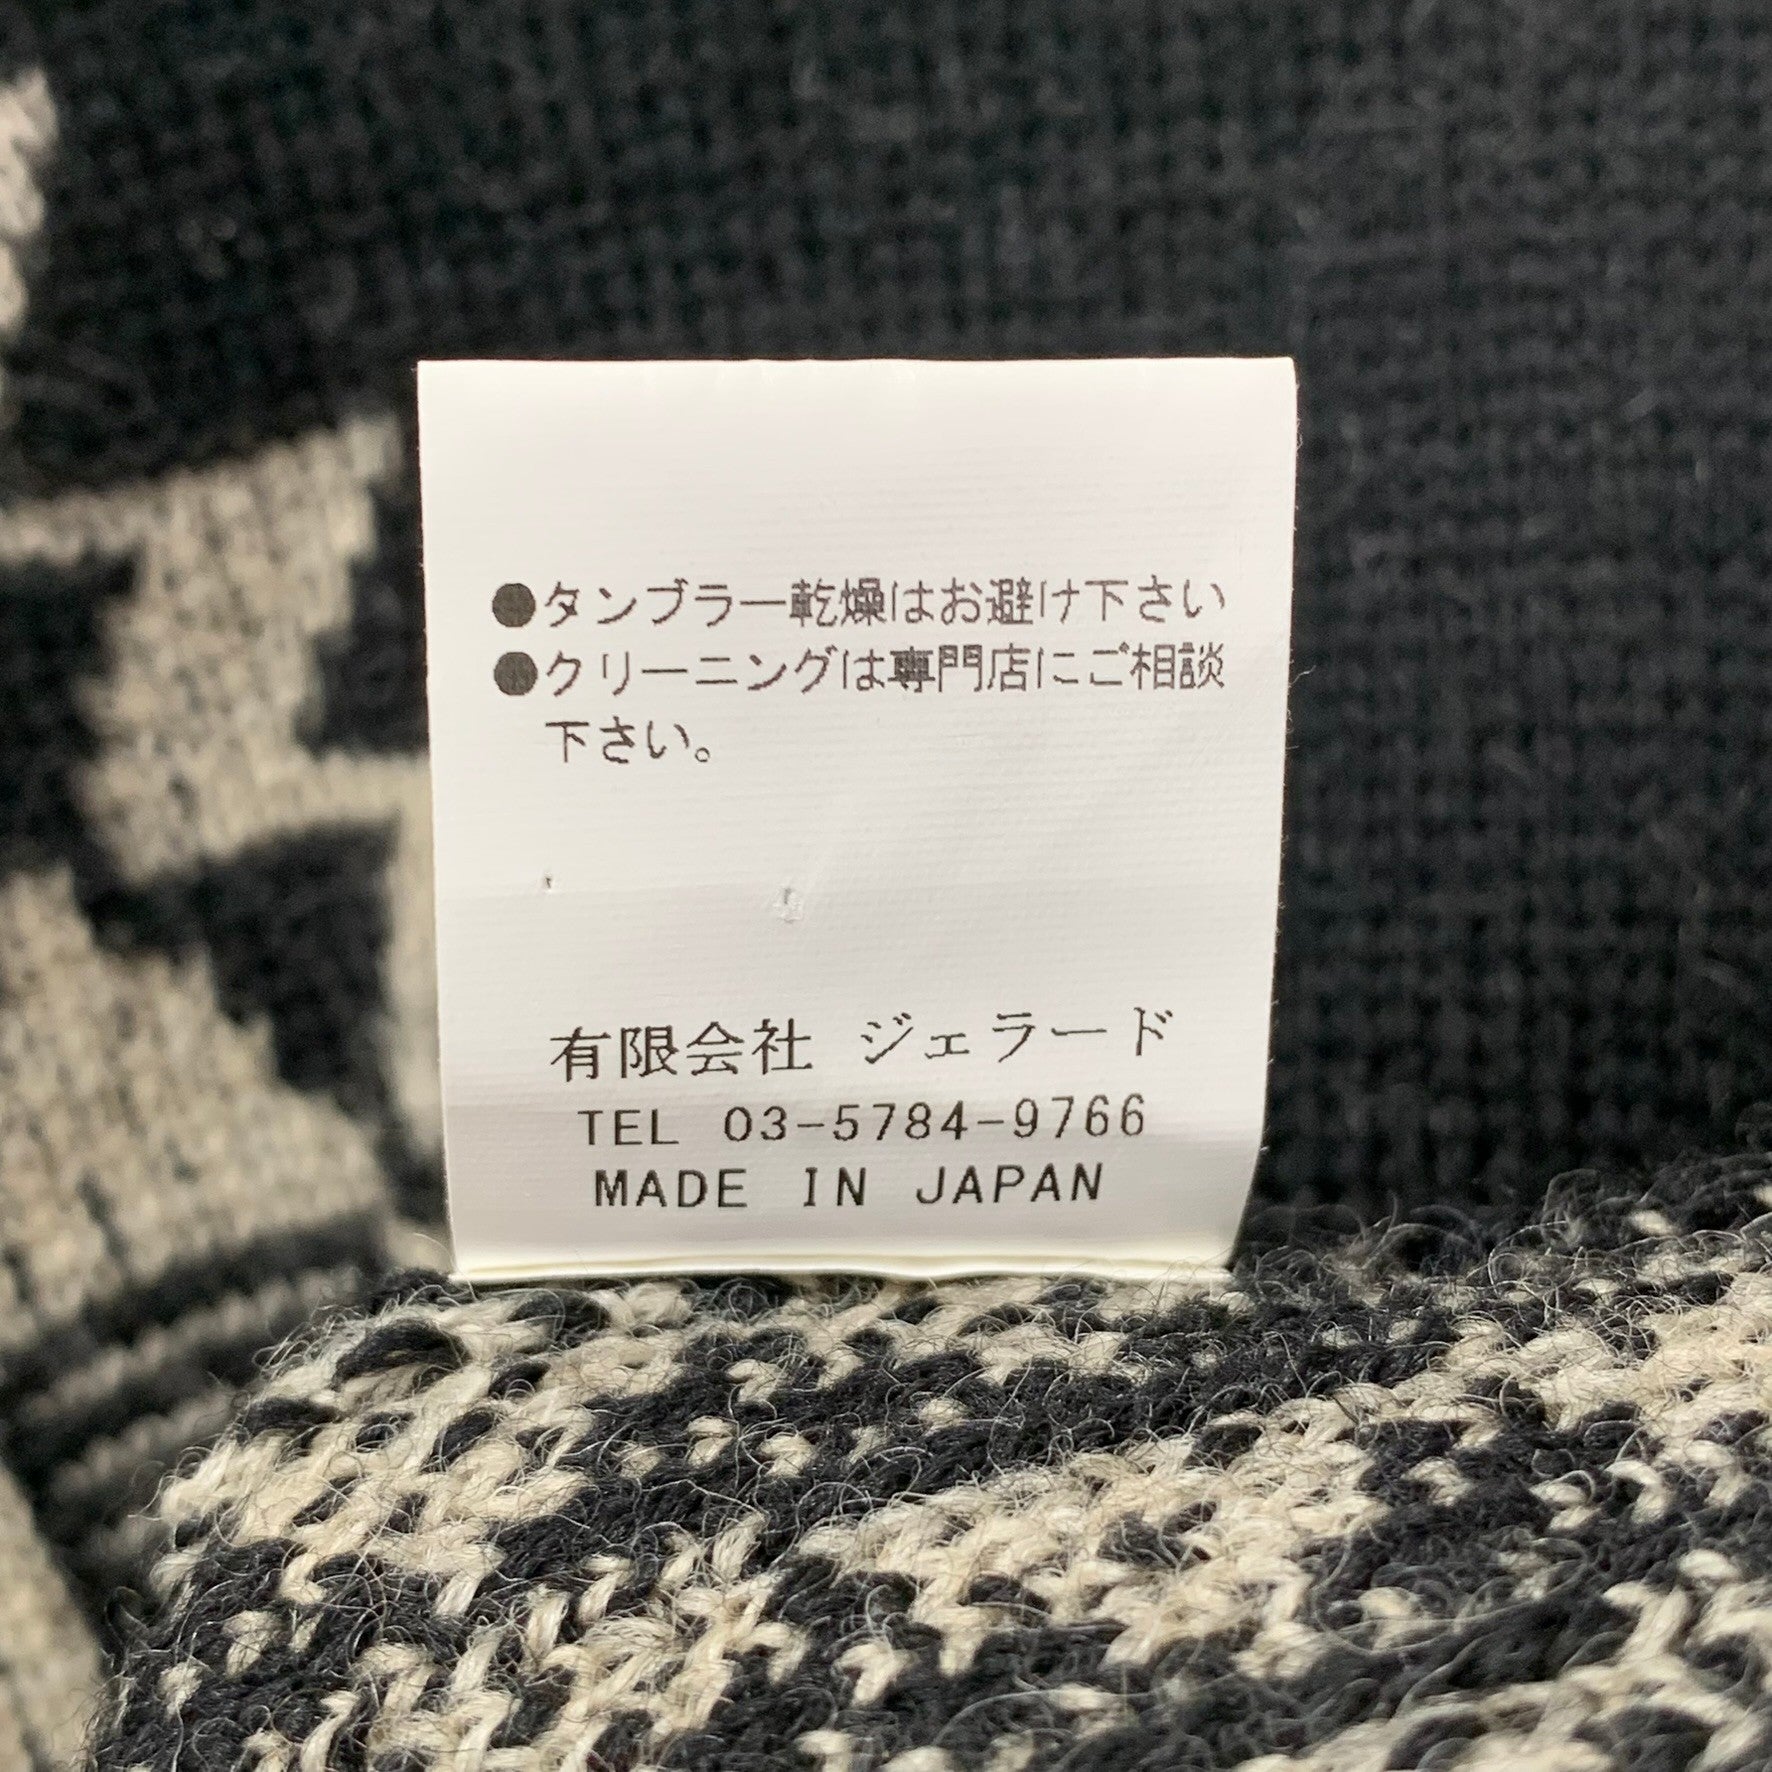 ●タンブラー乾燥はお避け下さい
●クリーニングは専門店にご相談
下さい。
有限会社 ジェラード
TEL 03-5784-9766
MADE IN JAPAN